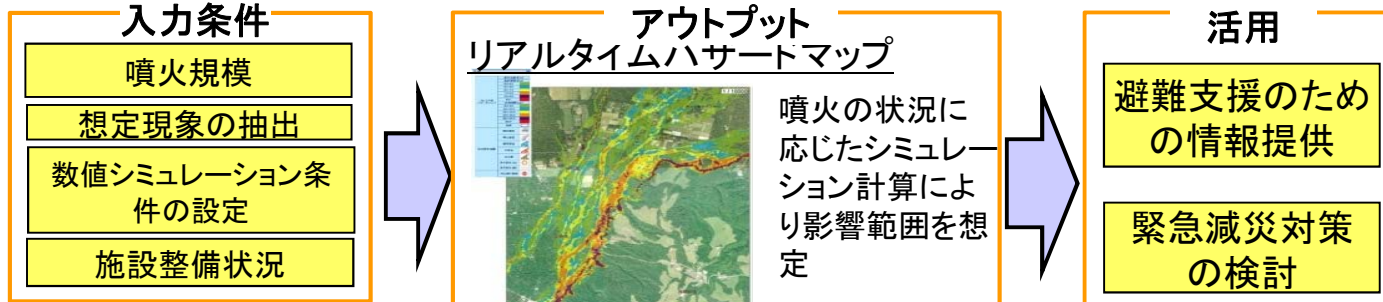 入力条件
噴火規模
想定現象の抽出
数値シミュレーション条
件の設定
施設整備状況
アウトプット
リアルタイムハザードマップ
噴火の状況に
応じたシミュレー
ション計算によ
り影響範囲を想
定
活用
避難支援のため
の情報提供
緊急減災対策
の検討